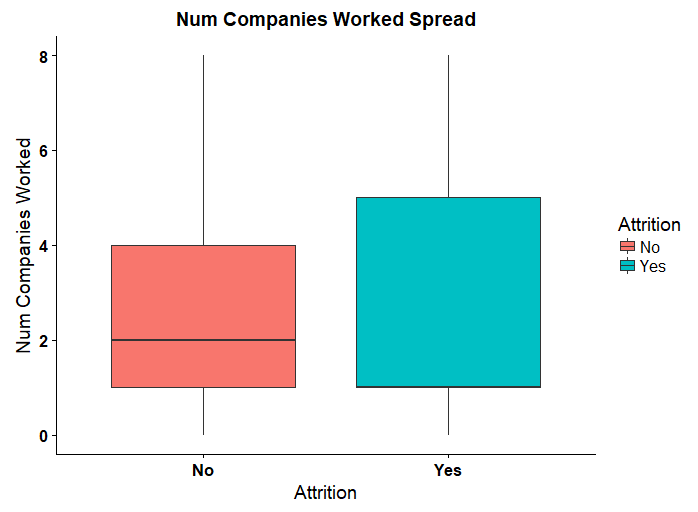 Num Companies Worked Spread
Num Companies Worked
8
6
4
2
0
No
Yes
Attrition
Attrition
No
Yes